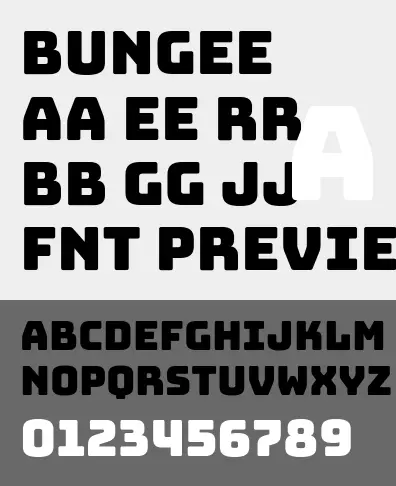 BUNGEE
AA EE RR
A
BB GG JJ
FNT PREVIE
ABCDEFGHIJKLM
NOPQRSTUVWXYZ
0123456789